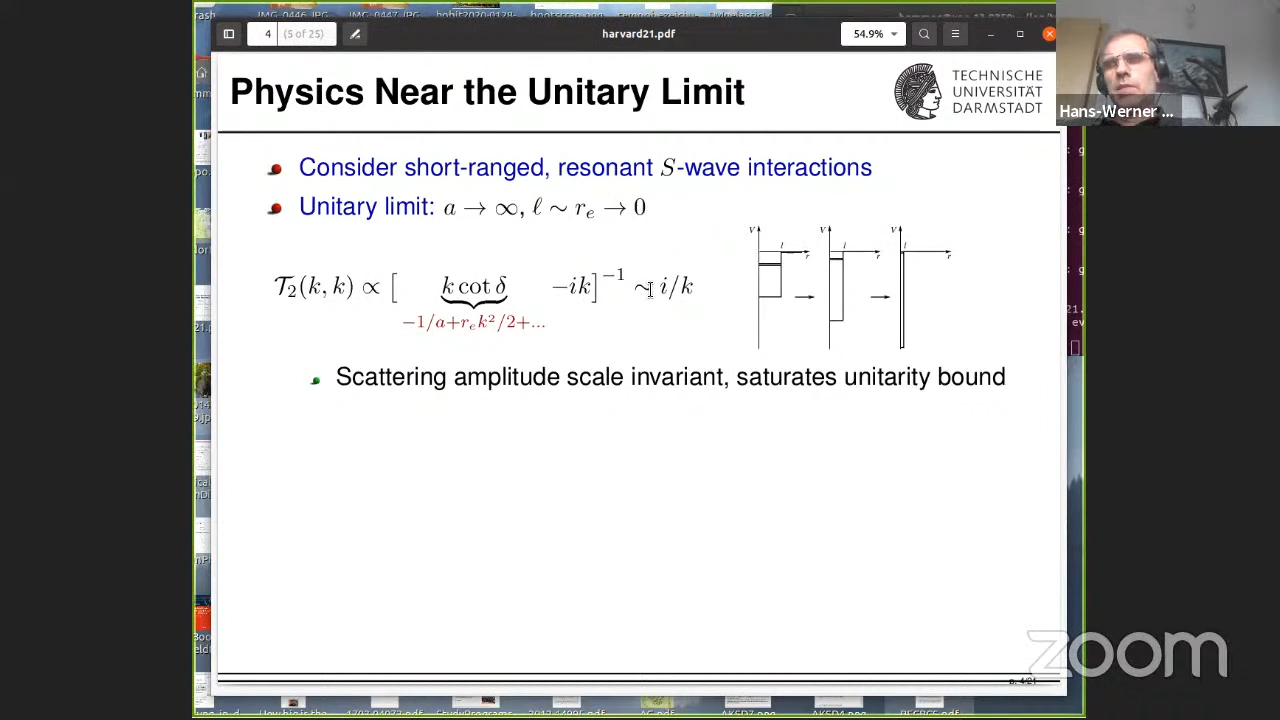 4 (5 of 25)
harvard21.pdf
54.9%
Physics Near the Unitary Limit
TECHNISCHE
UNIVERSITÄT
DARMSTADT
Hans-Werner ...
Consider short-ranged, resonant S-wave interactions
Unitary limit: a → ∞, ℓ ∼ r_e → 0
V l r V l r V l r
𝒯₂(k, k) ∝ [ k cot δ −ik]⁻¹ ∼ i/k
−1/a+r_e k²/2+...
Scattering amplitude scale invariant, saturates unitarity bound
zoom
p. 4/21